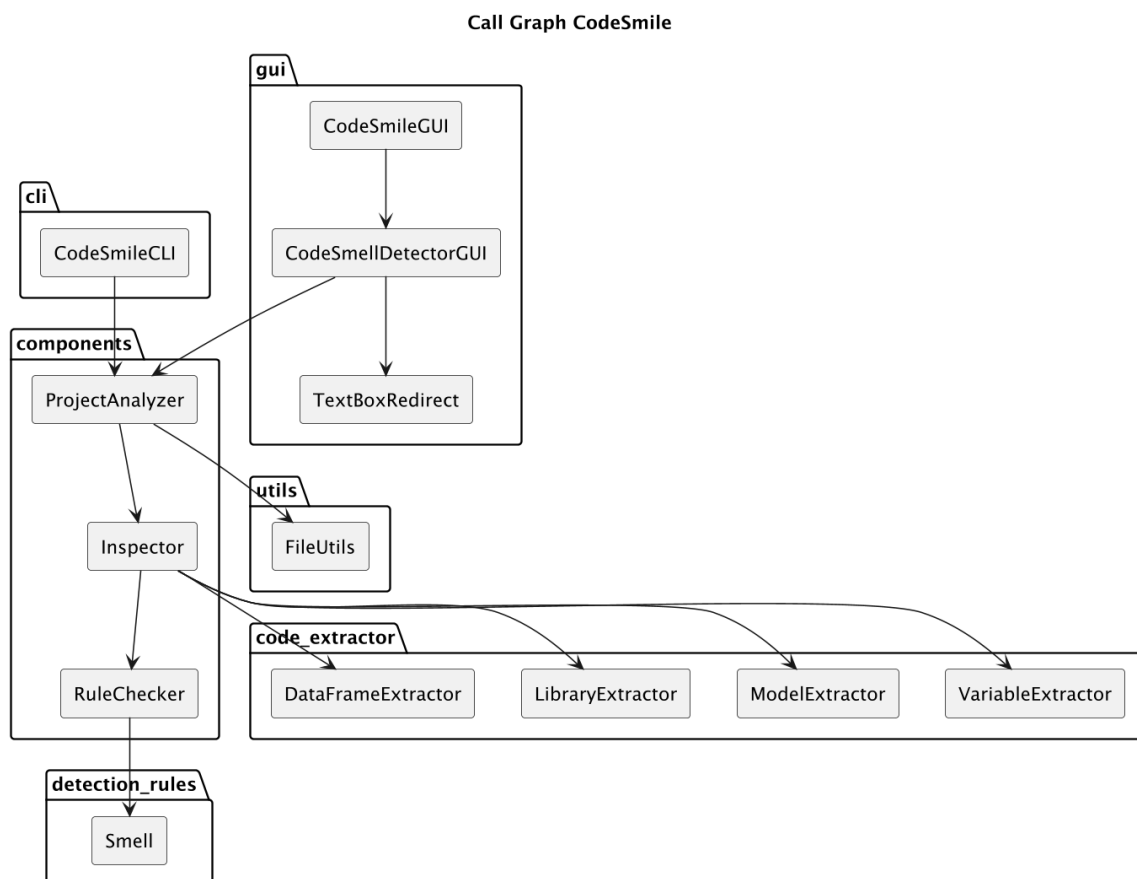 Call Graph CodeSmile
gui
CodeSmileGUI
cli
CodeSmileCLI
CodeSmellDetectorGUI
components
ProjectAnalyzer
TextBoxRedirect
utils
Inspector
FileUtils
code_extractor
RuleChecker
DataFrameExtractor
LibraryExtractor
ModelExtractor
VariableExtractor
detection_rules
Smell